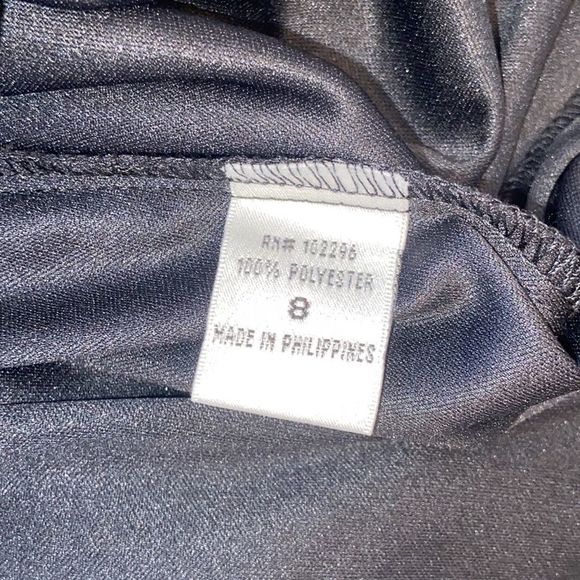 RN# 102296
100% POLYESTER
8
MADE IN PHILIPPINES